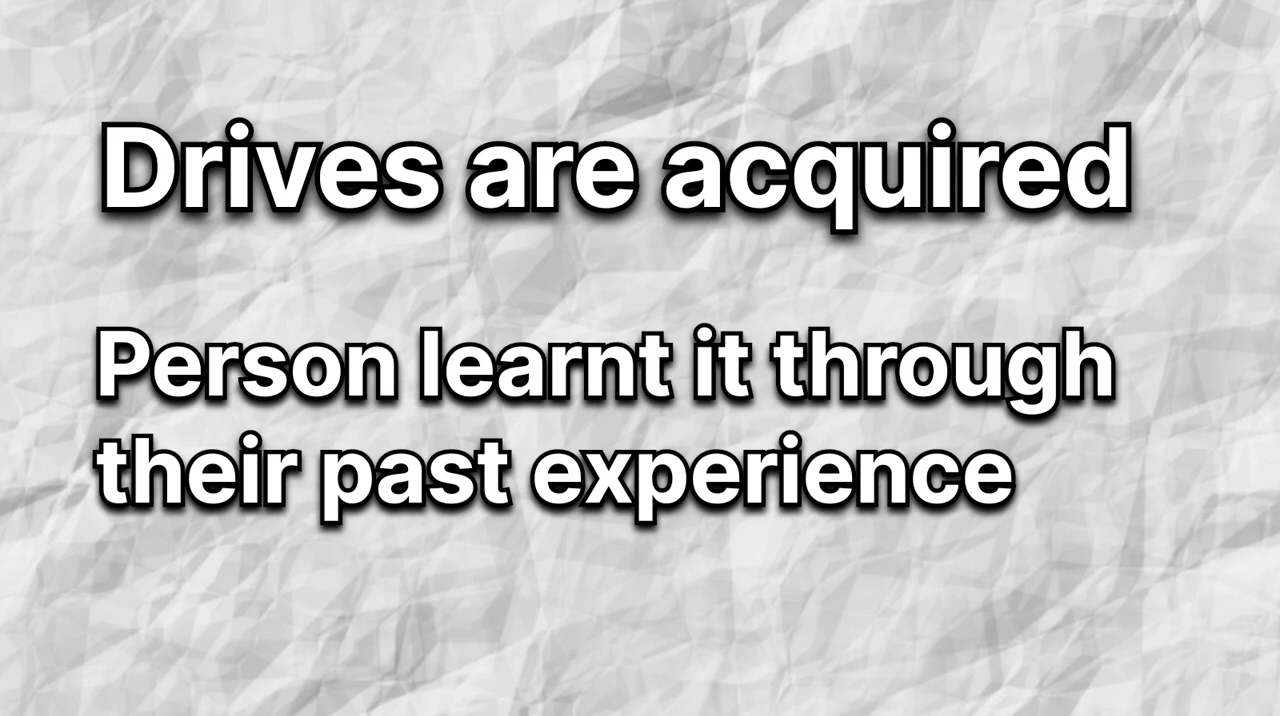 Drives are acquired
Person learnt it through
their past experience